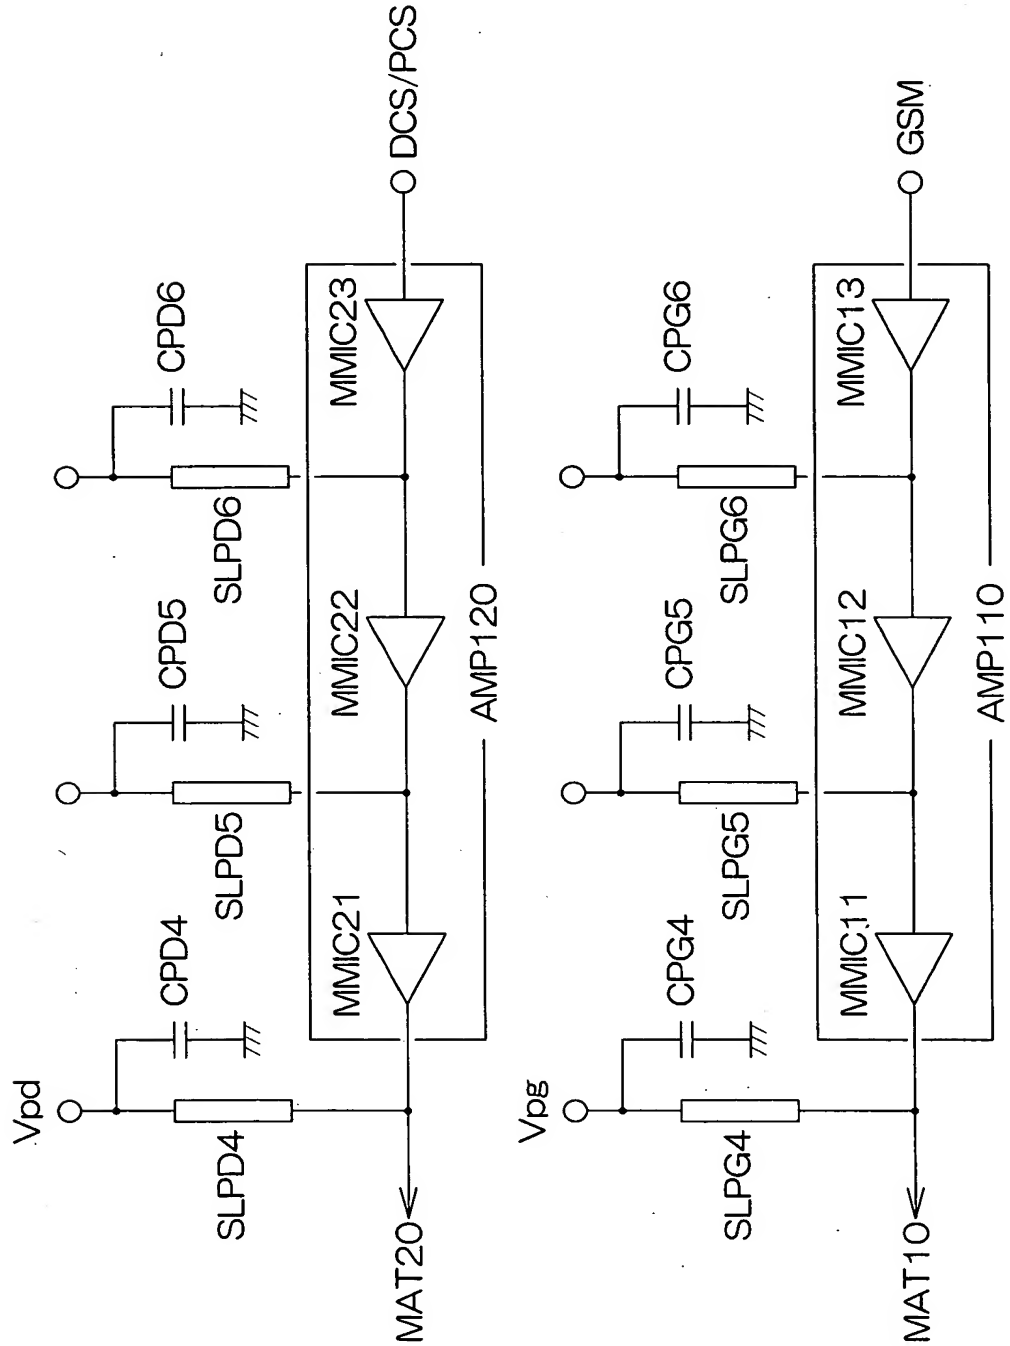 Vpd
SLPD4
CPD4
SLPD5
CPD5
SLPD6
CPD6
MAT20
MMIC21
MMIC22
MMIC23
DCS/PCS
AMP120
Vpg
SLPG4
CPG4
SLPG5
CPG5
SLPG6
CPG6
MAT10
MMIC11
MMIC12
MMIC13
GSM
AMP110